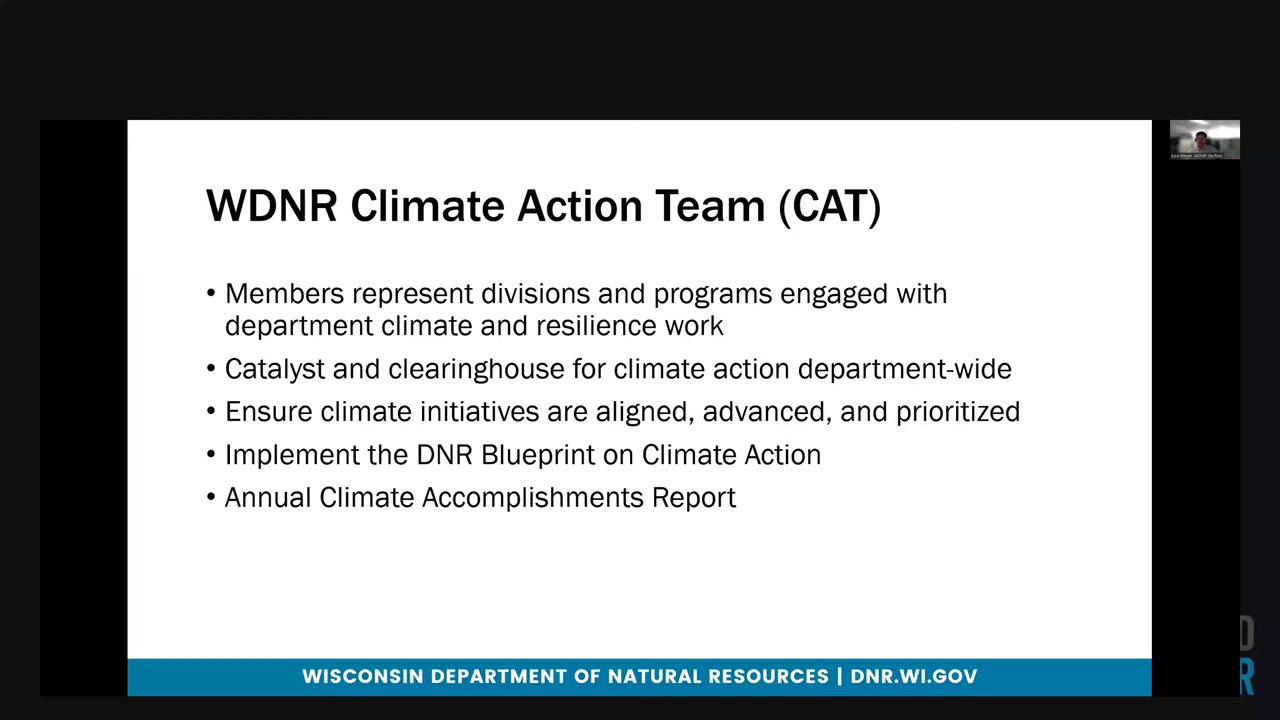 WDNR Climate Action Team (CAT)
• Members represent divisions and programs engaged with
department climate and resilience work
• Catalyst and clearinghouse for climate action department-wide
• Ensure climate initiatives are aligned, advanced, and prioritized
• Implement the DNR Blueprint on Climate Action
• Annual Climate Accomplishments Report
WISCONSIN DEPARTMENT OF NATURAL RESOURCES | DNR.WI.GOV
D
R